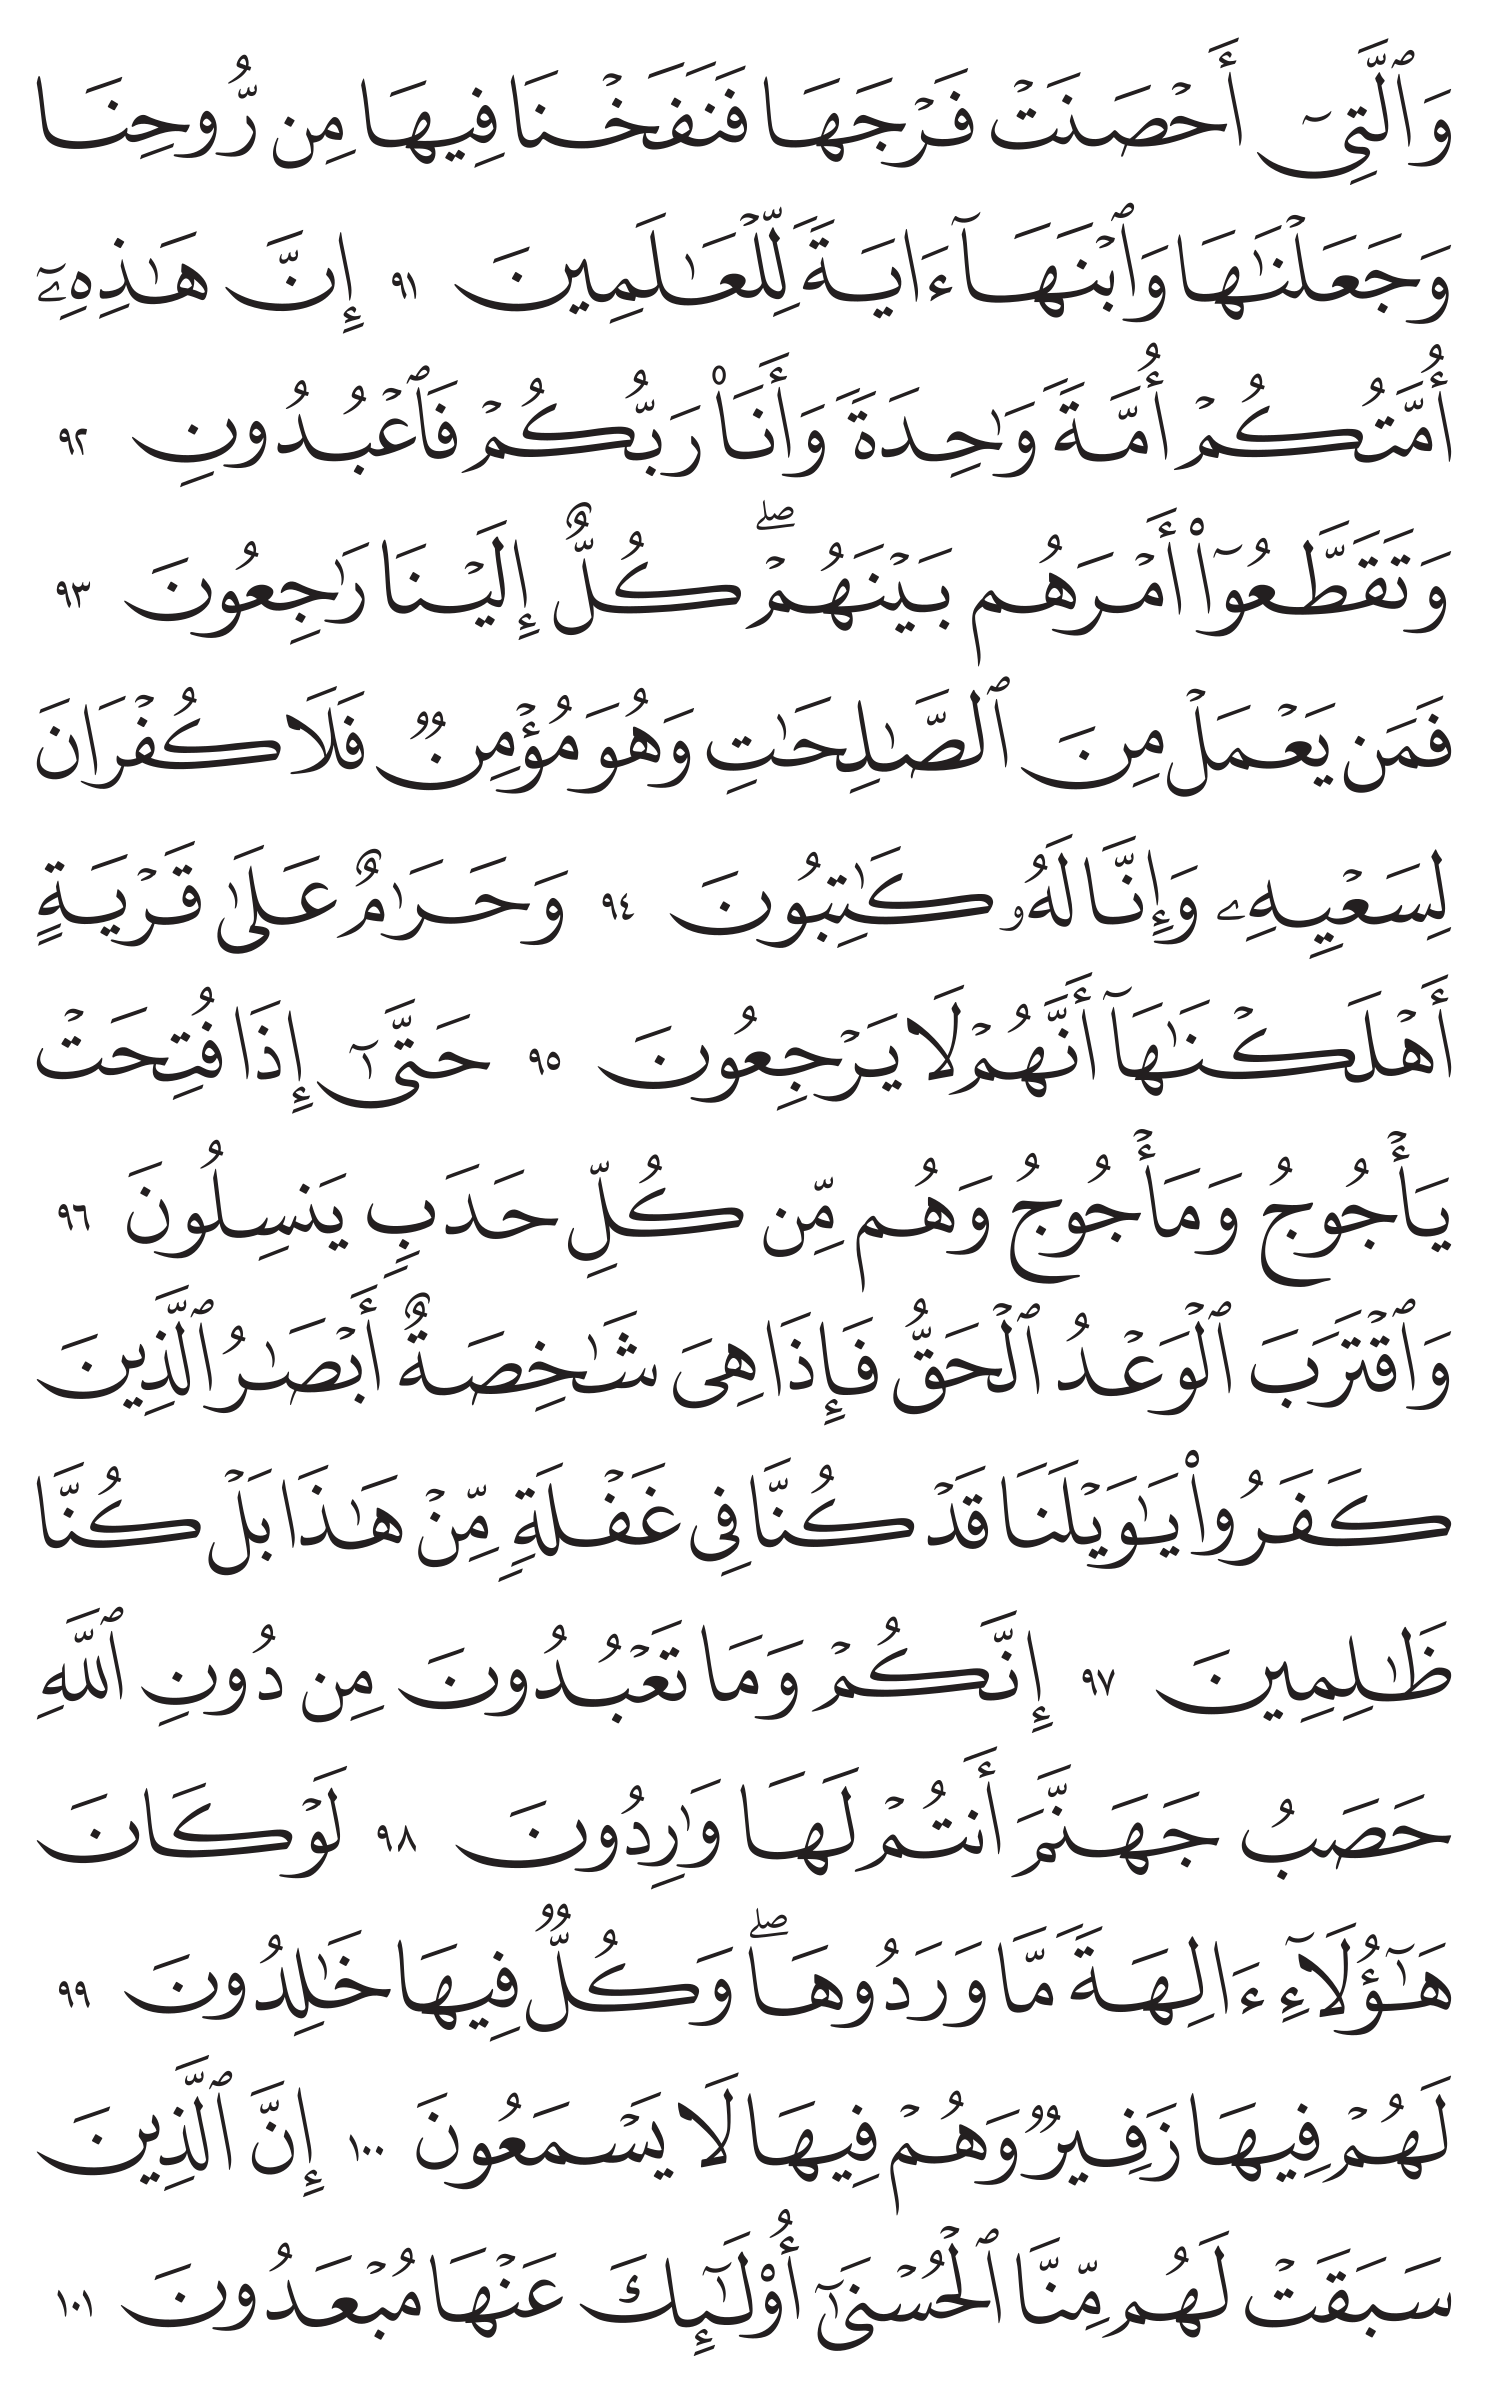 وَٱلَّتِىٓ أَحْصَنَتْ فَرْجَهَا فَنَفَخْنَا فِيهَا مِن رُّوحِنَا
وَجَعَلْنَٰهَا وَٱبْنَهَآ ءَايَةً لِّلْعَٰلَمِينَ ٩١ إِنَّ هَٰذِهِۦٓ
أُمَّتُكُمْ أُمَّةً وَٰحِدَةً وَأَنَا۠ رَبُّكُمْ فَٱعْبُدُونِ ٩٢
وَتَقَطَّعُوٓا۟ أَمْرَهُم بَيْنَهُمْ ۖ كُلٌّ إِلَيْنَا رَٰجِعُونَ ٩٣
فَمَن يَعْمَلْ مِنَ ٱلصَّٰلِحَٰتِ وَهُوَ مُؤْمِنٌ فَلَا كُفْرَانَ
لِسَعْيِهِۦ وَإِنَّا لَهُۥ كَٰتِبُونَ ٩٤ وَحَرَٰمٌ عَلَىٰ قَرْيَةٍ
أَهْلَكْنَٰهَآ أَنَّهُمْ لَا يَرْجِعُونَ ٩٥ حَتَّىٰٓ إِذَا فُتِحَتْ
يَأْجُوجُ وَمَأْجُوجُ وَهُم مِّن كُلِّ حَدَبٍ يَنسِلُونَ ٩٦
وَٱقْتَرَبَ ٱلْوَعْدُ ٱلْحَقُّ فَإِذَا هِىَ شَٰخِصَةٌ أَبْصَٰرُ ٱلَّذِينَ
كَفَرُوا۟ يَٰوَيْلَنَا قَدْ كُنَّا فِى غَفْلَةٍ مِّنْ هَٰذَا بَلْ كُنَّا
ظَٰلِمِينَ ٩٧ إِنَّكُمْ وَمَا تَعْبُدُونَ مِن دُونِ ٱللَّهِ
حَصَبُ جَهَنَّمَ أَنتُمْ لَهَا وَٰرِدُونَ ٩٨ لَوْ كَانَ
هَٰٓؤُلَآءِ ءَالِهَةً مَّا وَرَدُوهَا ۖ وَكُلٌّ فِيهَا خَٰلِدُونَ ٩٩
لَهُمْ فِيهَا زَفِيرٌ وَهُمْ فِيهَا لَا يَسْمَعُونَ ١٠٠ إِنَّ ٱلَّذِينَ
سَبَقَتْ لَهُم مِّنَّا ٱلْحُسْنَىٰٓ أُو۟لَٰٓئِكَ عَنْهَا مُبْعَدُونَ ١٠١